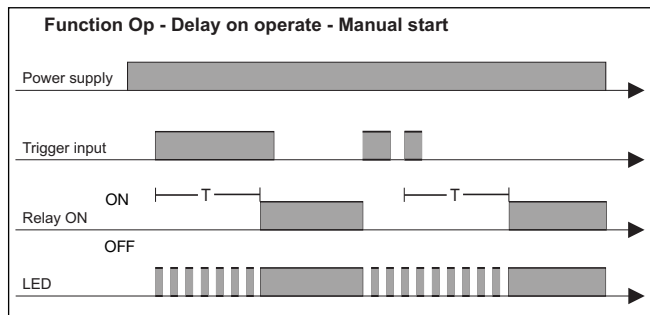 Function Op - Delay on operate - Manual start
Power supply
Trigger input
ON
T
T
Relay ON
OFF
LED